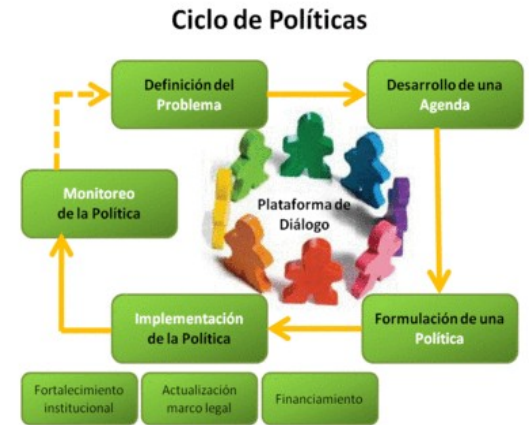 Ciclo de Políticas
Definición del
Problema
Desarrollo de una
Agenda
Monitoreo
de la Política
Plataforma de
Diálogo
Implementación
de la Política
Formulación de una
Política
Fortalecimiento
institucional
Actualización
marco legal
Financiamiento